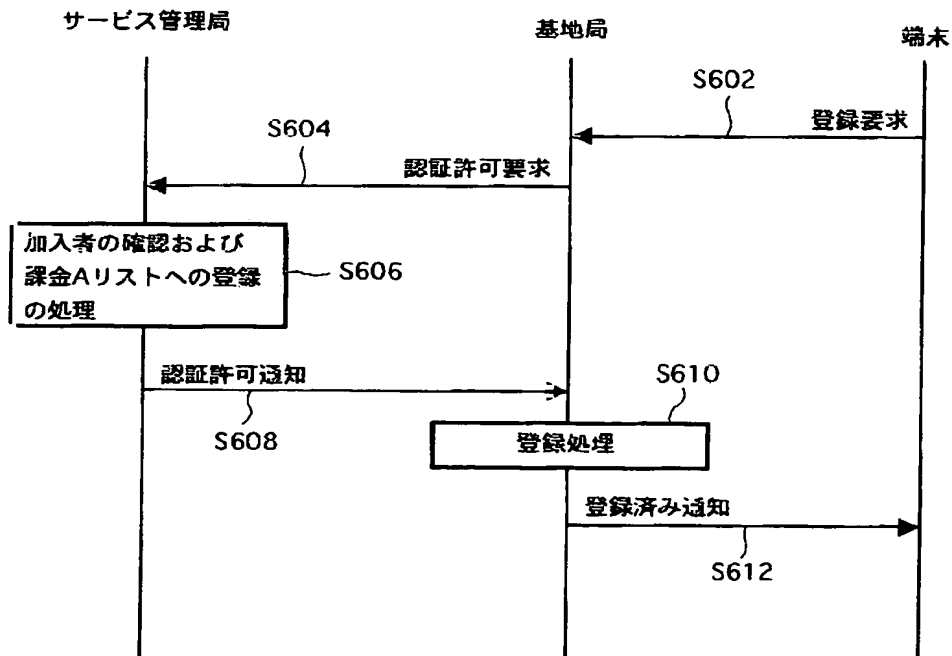 サービス管理局
基地局
端末
S602
登録要求
S604
認証許可要求
加入者の確認および
課金Aリストへの登録
の処理
S606
認証許可通知
S608
S610
登録処理
登録済み通知
S612